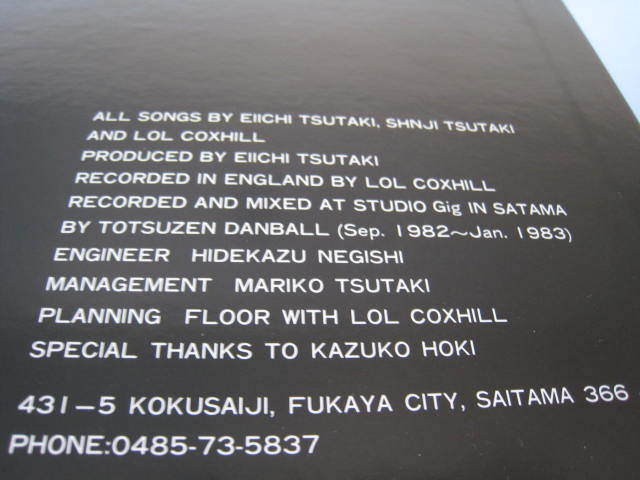 ALL SONGS BY EIICHI TSUTAKI, SHNJI TSUTAKI
AND LOL COXHILL
PRODUCED BY EIICHI TSUTAKI
RECORDED IN ENGLAND BY LOL COXHILL
RECORDED AND MIXED AT STUDIO Gig IN SATAMA
BY TOTSUZEN DANBALL (Sep. 1982〜Jan. 1983)
ENGINEER HIDEKAZU NEGISHI
MANAGEMENT MARIKO TSUTAKI
PLANNING FLOOR WITH LOL COXHILL
SPECIAL THANKS TO KAZUKO HOKI
431–5 KOKUSAIJI, FUKAYA CITY, SAITAMA 366
PHONE:0485-73-5837